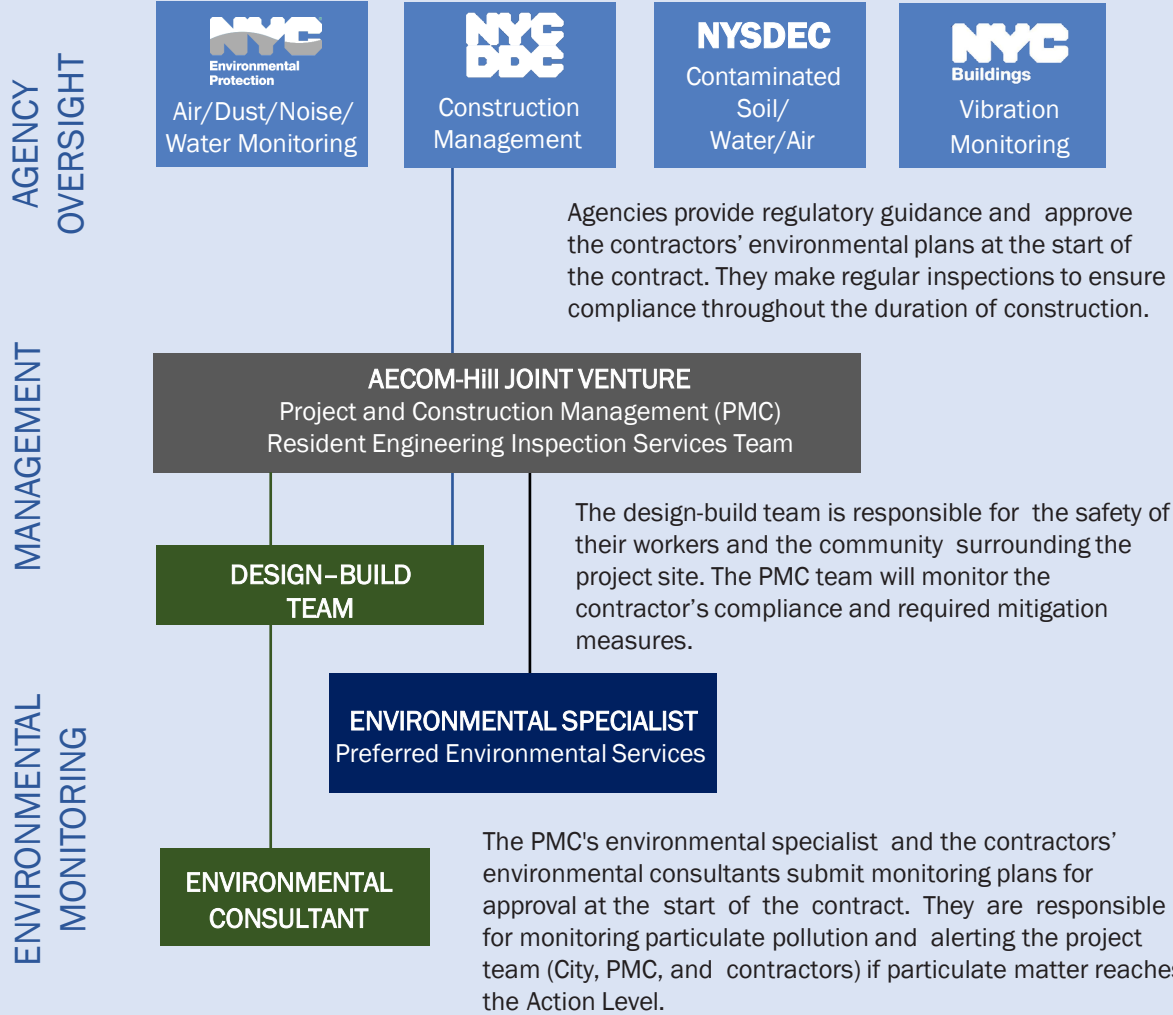 AGENCY
OVERSIGHT
NYC
Environmental
Protection
Air/Dust/Noise/
Water Monitoring
NYC
DDC
Construction
Management
NYSDEC
Contaminated
Soil/
Water/Air
NYC
Buildings
Vibration
Monitoring
Agencies provide regulatory guidance and approve
the contractors' environmental plans at the start of
the contract. They make regular inspections to ensure
compliance throughout the duration of construction.
MANAGEMENT
AECOM-Hill JOINT VENTURE
Project and Construction Management (PMC)
Resident Engineering Inspection Services Team
The design-build team is responsible for the safety of
their workers and the community surrounding the
project site. The PMC team will monitor the
contractor's compliance and required mitigation
measures.
DESIGN–BUILD
TEAM
ENVIRONMENTAL
MONITORING
ENVIRONMENTAL SPECIALIST
Preferred Environmental Services
ENVIRONMENTAL
CONSULTANT
The PMC's environmental specialist and the contractors'
environmental consultants submit monitoring plans for
approval at the start of the contract. They are responsible
for monitoring particulate pollution and alerting the project
team (City, PMC, and contractors) if particulate matter reaches
the Action Level.